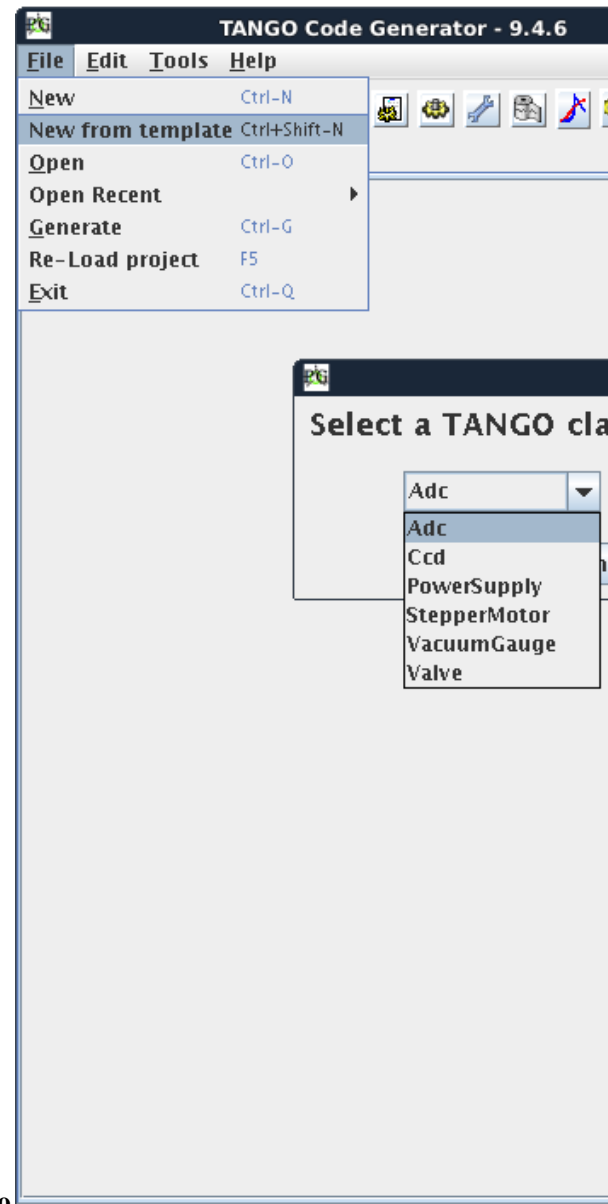 TANGO Code Generator - 9.4.6
File Edit Tools Help
New Ctrl-N
New from template Ctrl+Shift-N
Open Ctrl-O
Open Recent
Generate Ctrl-G
Re-Load project F5
Exit Ctrl-Q
Select a TANGO cla
Adc
Adc
Ccd
PowerSupply
StepperMotor
VacuumGauge
Valve